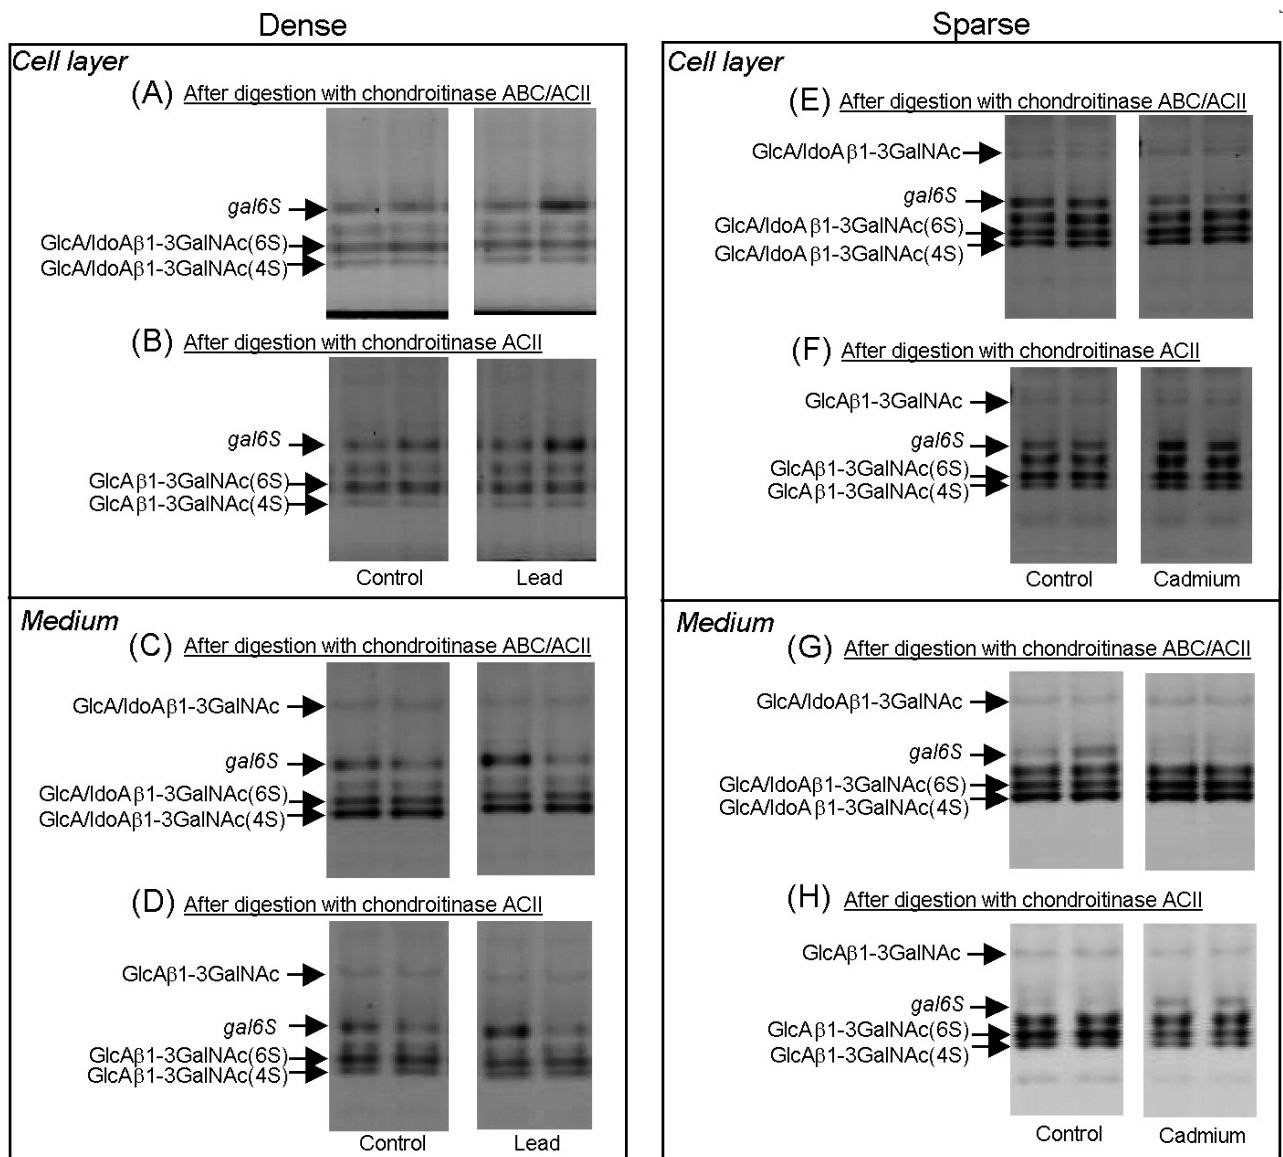 Dense
Cell layer
(A) After digestion with chondroitinase ABC/ACII
gal6S
GlcA/IdoAβ1-3GalNAc(6S)
GlcA/IdoAβ1-3GalNAc(4S)
(B) After digestion with chondroitinase ACII
gal6S
GlcAβ1-3GalNAc(6S)
GlcAβ1-3GalNAc(4S)
Control Lead
Medium
(C) After digestion with chondroitinase ABC/ACII
GlcA/IdoAβ1-3GalNAc
gal6S
GlcA/IdoAβ1-3GalNAc(6S)
GlcA/IdoAβ1-3GalNAc(4S)
(D) After digestion with chondroitinase ACII
GlcAβ1-3GalNAc
gal6S
GlcAβ1-3GalNAc(6S)
GlcAβ1-3GalNAc(4S)
Control Lead
Sparse
Cell layer
(E) After digestion with chondroitinase ABC/ACII
GlcA/IdoAβ1-3GalNAc
gal6S
GlcA/IdoAβ1-3GalNAc(6S)
GlcA/IdoAβ1-3GalNAc(4S)
(F) After digestion with chondroitinase ACII
GlcAβ1-3GalNAc
gal6S
GlcAβ1-3GalNAc(6S)
GlcAβ1-3GalNAc(4S)
Control Cadmium
Medium
(G) After digestion with chondroitinase ABC/ACII
GlcA/IdoAβ1-3GalNAc
gal6S
GlcA/IdoAβ1-3GalNAc(6S)
GlcA/IdoAβ1-3GalNAc(4S)
(H) After digestion with chondroitinase ACII
GlcAβ1-3GalNAc
gal6S
GlcAβ1-3GalNAc(6S)
GlcAβ1-3GalNAc(4S)
Control Cadmium